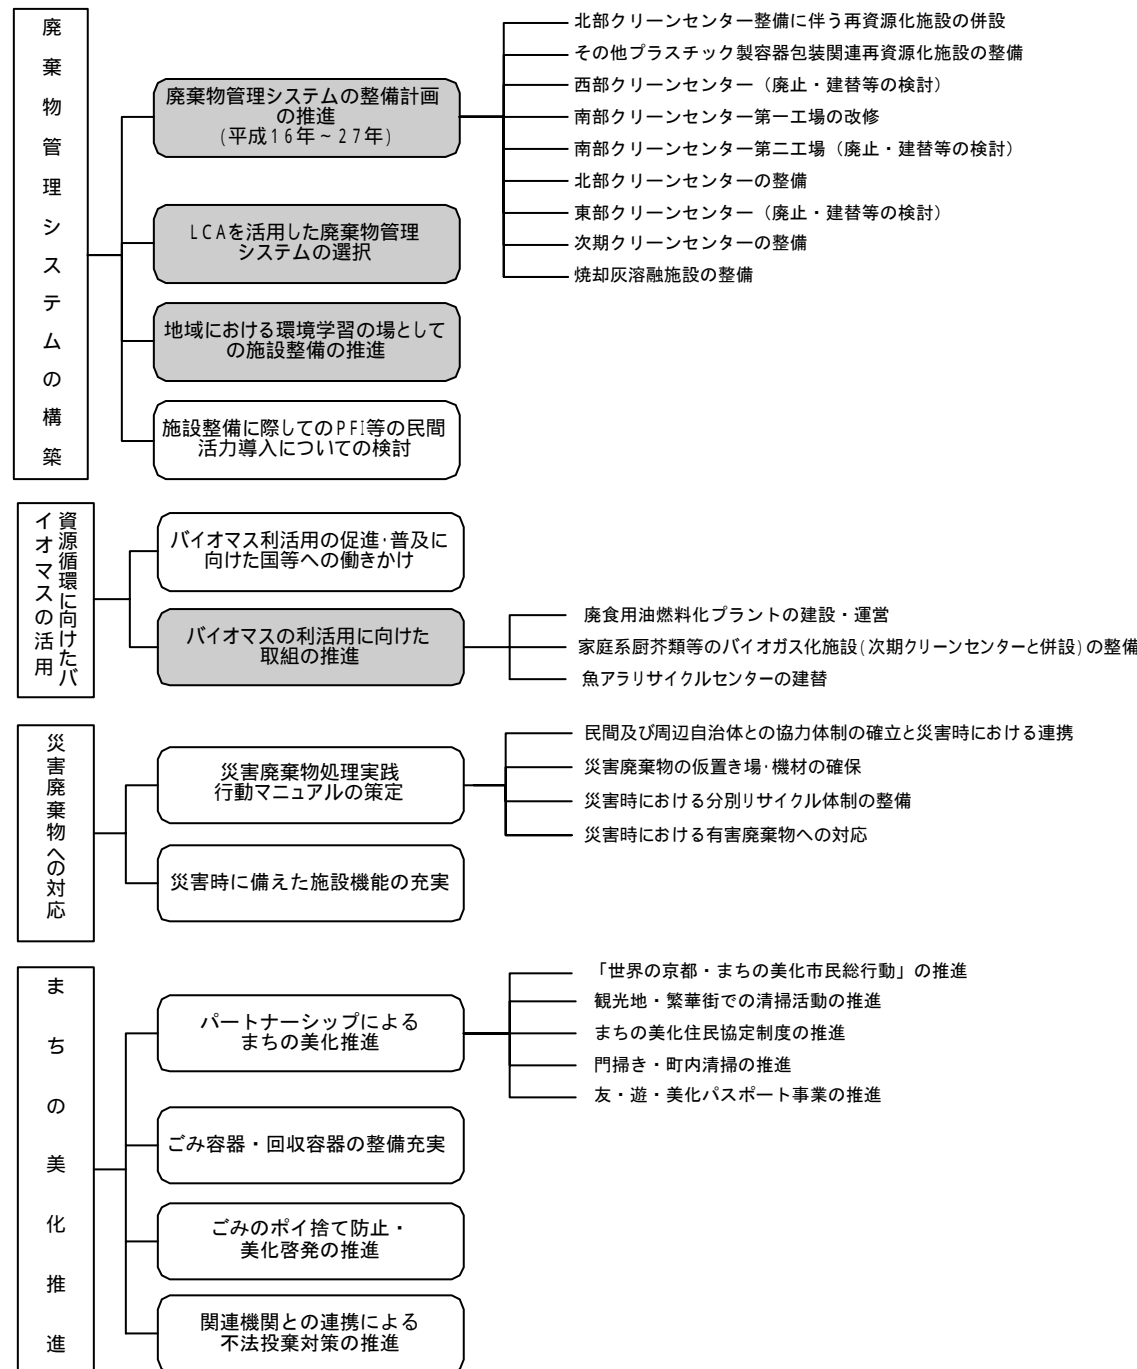 廃棄物管理システムの構築
廃棄物管理システムの整備計画
の推進
(平成16年～27年)
北部クリーンセンター整備に伴う再資源化施設の併設
その他プラスチック製容器包装関連再資源化施設の整備
西部クリーンセンター（廃止・建替等の検討）
南部クリーンセンター第一工場の改修
南部クリーンセンター第二工場（廃止・建替等の検討）
北部クリーンセンターの整備
東部クリーンセンター（廃止・建替等の検討）
次期クリーンセンターの整備
焼却灰溶融施設の整備
LCAを活用した廃棄物管理
システムの選択
地域における環境学習の場として
の施設整備の推進
施設整備に際してのPFI等の民間
活力導入についての検討
資源循環に向けたバ
イオマスの活用
バイオマス利活用の促進・普及に
向けた国等への働きかけ
バイオマスの利活用に向けた
取組の推進
廃食用油燃料化プラントの建設・運営
家庭系厨芥類等のバイオガス化施設(次期クリーンセンターと併設)の整備
魚アラリサイクルセンターの建替
災害廃棄物への対応
災害廃棄物処理実践
行動マニュアルの策定
民間及び周辺自治体との協力体制の確立と災害時における連携
災害廃棄物の仮置き場・機材の確保
災害時における分別リサイクル体制の整備
災害時における有害廃棄物への対応
災害時に備えた施設機能の充実
まちの美化推進
パートナーシップによる
まちの美化推進
「世界の京都・まちの美化市民総行動」の推進
観光地・繁華街での清掃活動の推進
まちの美化住民協定制度の推進
門掃き・町内清掃の推進
友・遊・美化パスポート事業の推進
ごみ容器・回収容器の整備充実
ごみのポイ捨て防止・
美化啓発の推進
関連機関との連携による
不法投棄対策の推進